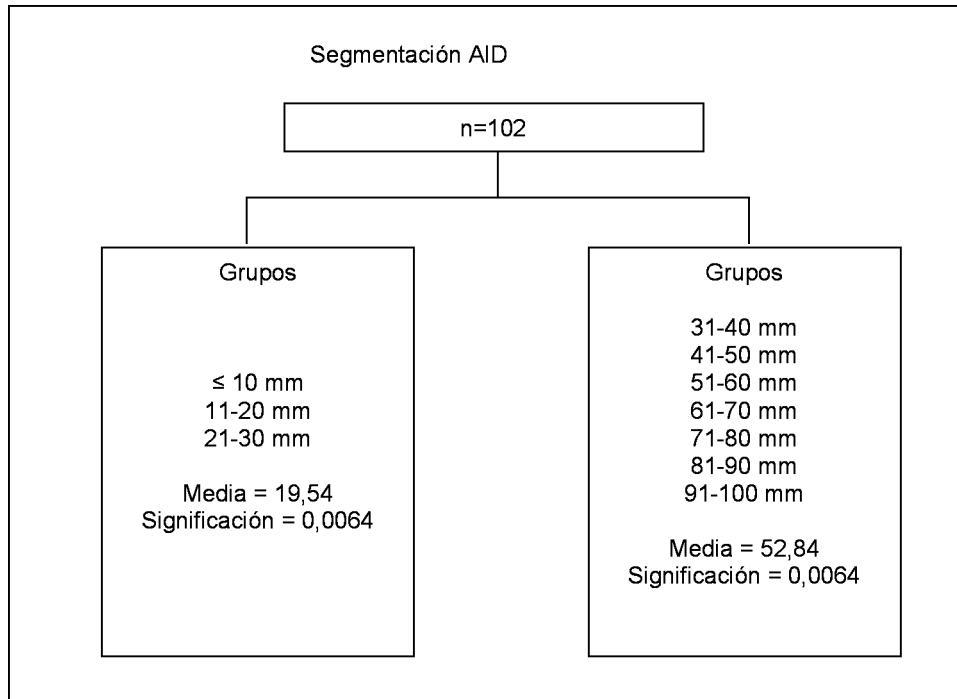 Segmentación AID
n=102
Grupos
≤ 10 mm
11-20 mm
21-30 mm
Media = 19,54
Significación = 0,0064
Grupos
31-40 mm
41-50 mm
51-60 mm
61-70 mm
71-80 mm
81-90 mm
91-100 mm
Media = 52,84
Significación = 0,0064